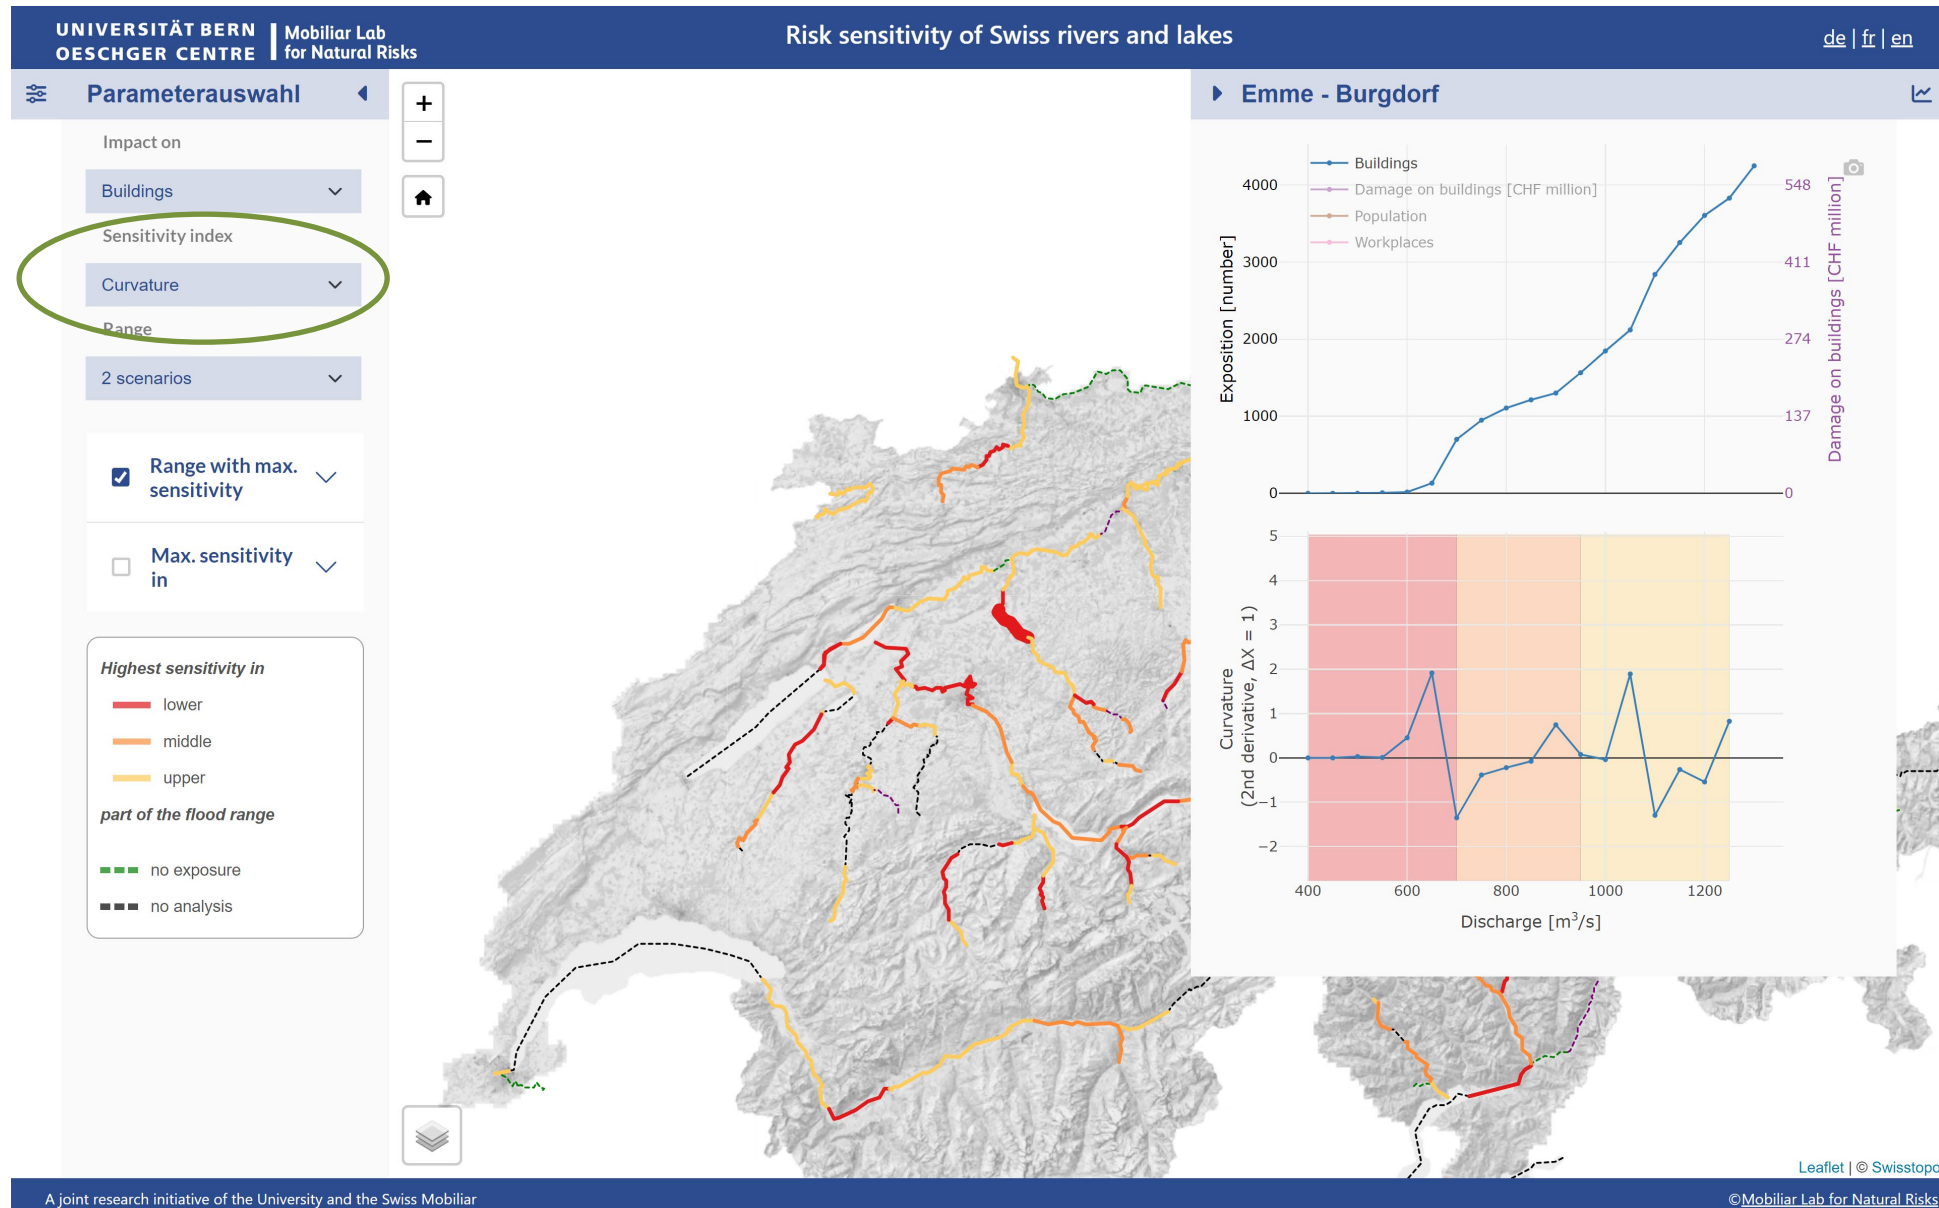 UNIVERSITÄT BERN
OESCHGER CENTRE
Mobiliar Lab
for Natural Risks
Risk sensitivity of Swiss rivers and lakes
de | fr | en
Parameterauswahl
Impact on
Buildings
Sensitivity index
Curvature
Range
2 scenarios
Range with max.
sensitivity
Max. sensitivity
in
Highest sensitivity in
lower
middle
upper
part of the flood range
no exposure
no analysis
+
−
Emme - Burgdorf
Buildings
Damage on buildings [CHF million]
Population
Workplaces
Exposition [number]
4000
3000
2000
1000
0
548
411
274
137
0
Damage on buildings [CHF million]
Curvature
(2nd derivative, ΔX = 1)
5
4
3
2
1
0
−1
−2
400 600 800 1000 1200
Discharge [m³/s]
Leaflet | © Swisstopo
A joint research initiative of the University and the Swiss Mobiliar
©Mobiliar Lab for Natural Risks